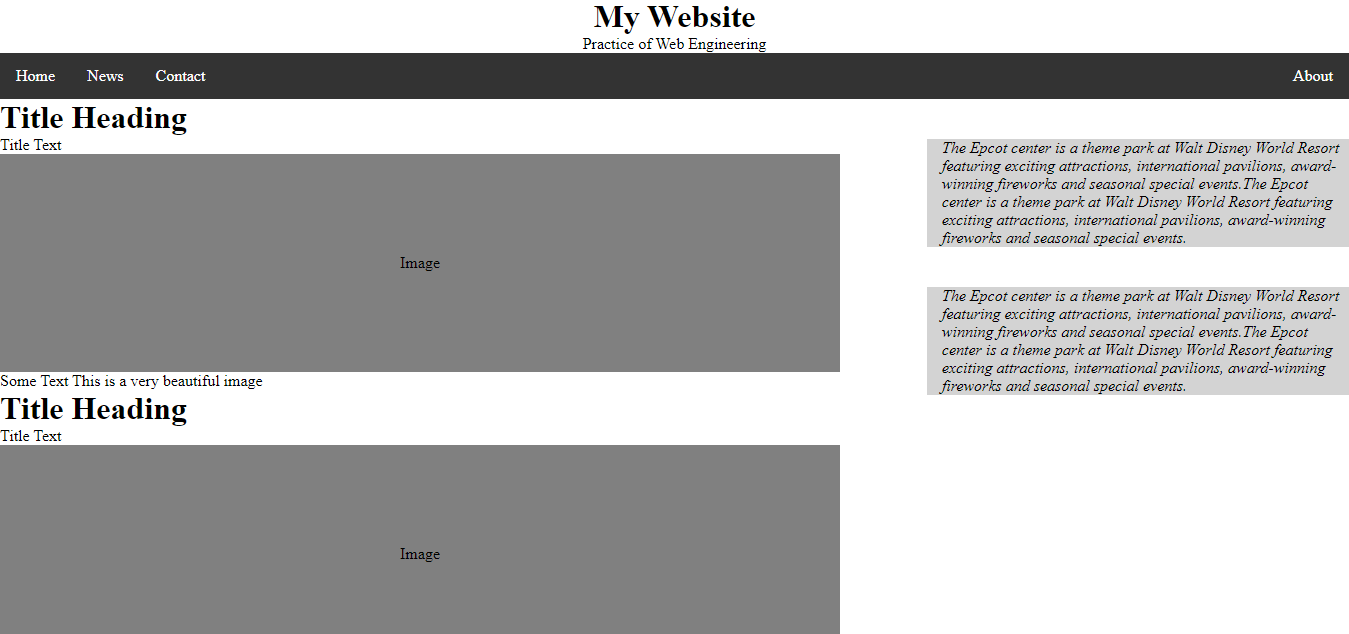 My Website
Practice of Web Engineering
Home News Contact About
Title Heading
Title Text
Image
Some Text This is a very beautiful image
Title Heading
Title Text
Image
The Epcot center is a theme park at Walt Disney World Resort
featuring exciting attractions, international pavilions, award-
winning fireworks and seasonal special events.The Epcot
center is a theme park at Walt Disney World Resort featuring
exciting attractions, international pavilions, award-winning
fireworks and seasonal special events.
The Epcot center is a theme park at Walt Disney World Resort
featuring exciting attractions, international pavilions, award-
winning fireworks and seasonal special events.The Epcot
center is a theme park at Walt Disney World Resort featuring
exciting attractions, international pavilions, award-winning
fireworks and seasonal special events.